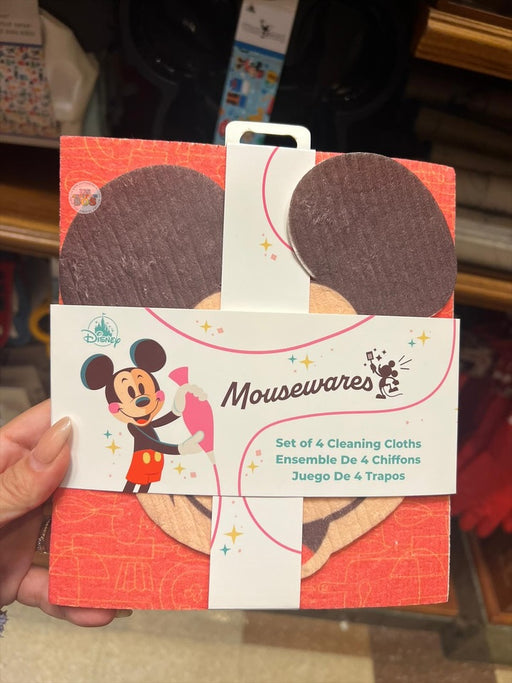 Disney
Mousewares
Set of 4 Cleaning Cloths
Ensemble De 4 Chiffons
Juego De 4 Trapos